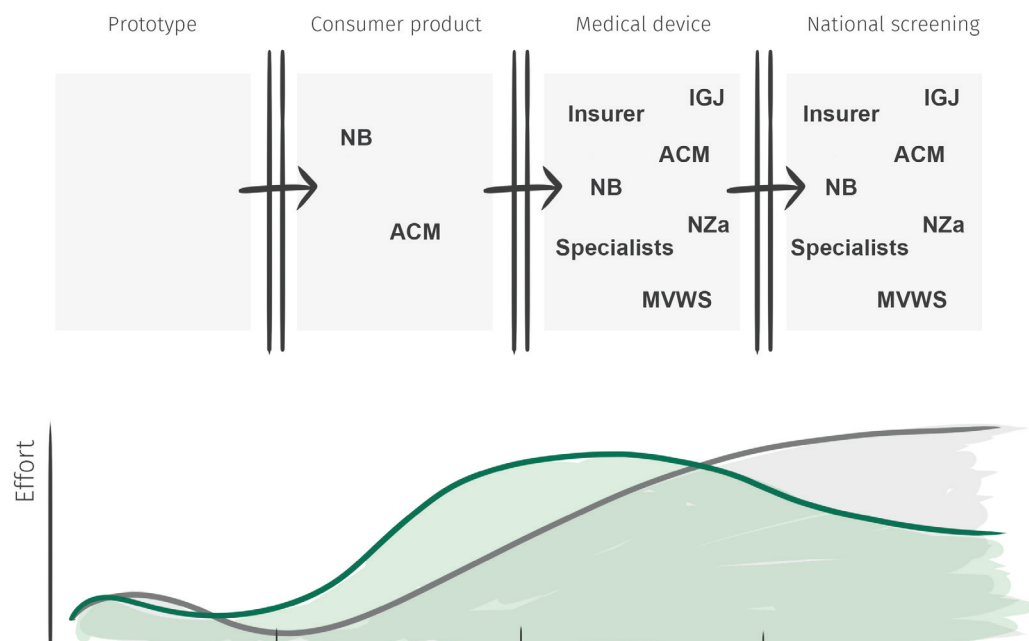 Prototype
Consumer product
Medical device
National screening
NB
ACM
Insurer
IGJ
ACM
NB
NZa
Specialists
MVWS
Insurer
IGJ
ACM
NB
NZa
Specialists
MVWS
Effort